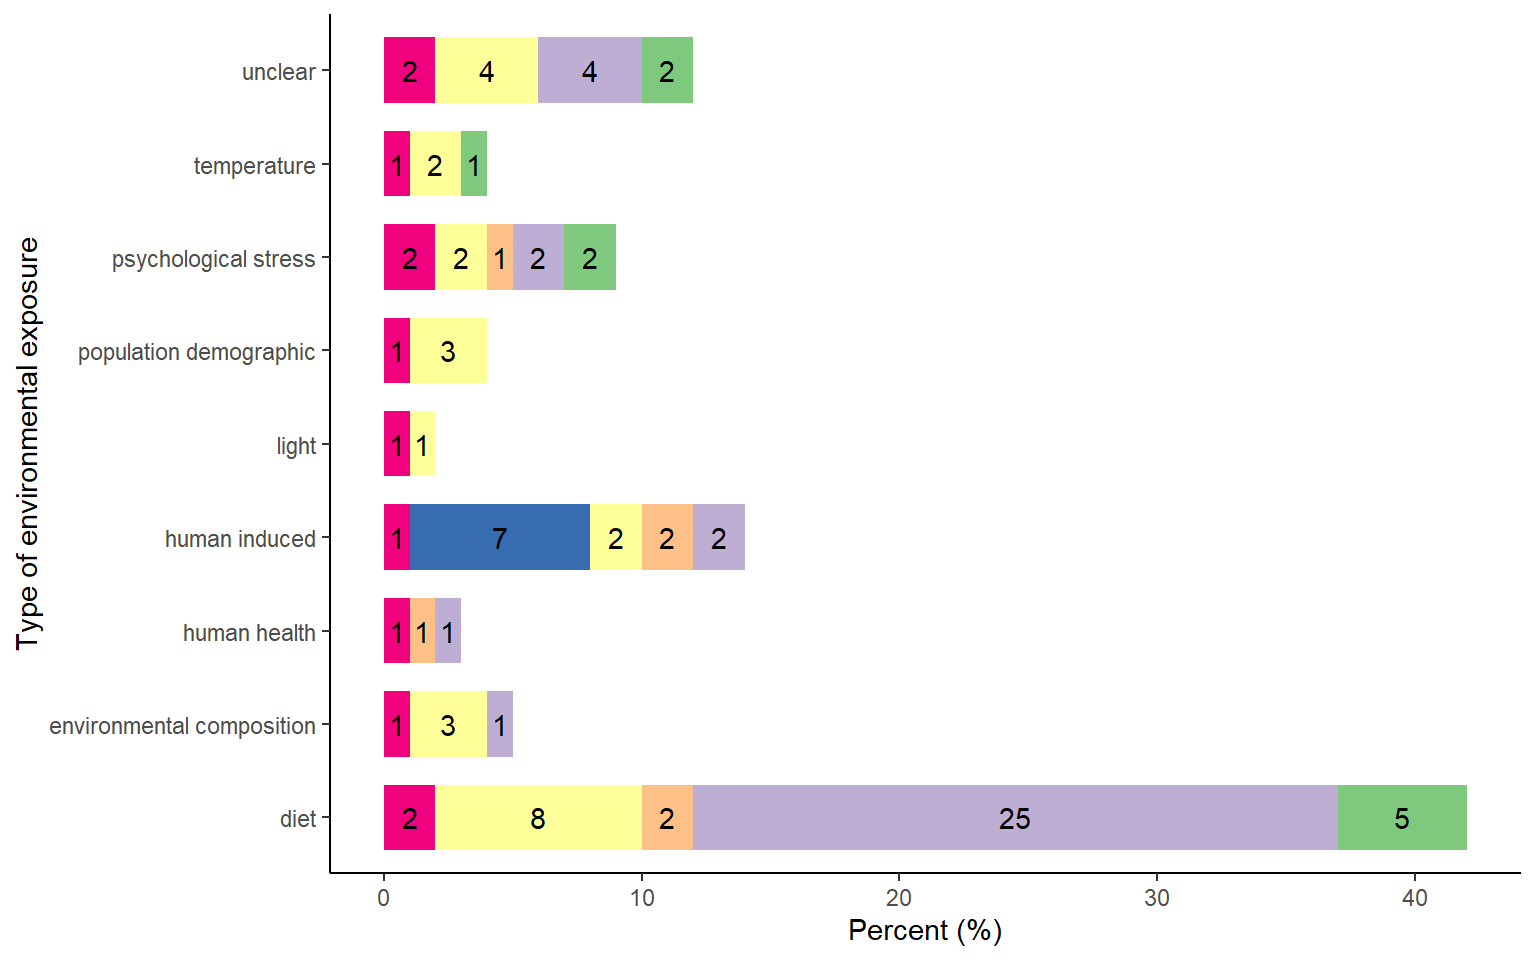 unclear 2 4 4 2
temperature 1 2 1
psychological stress 2 2 1 2 2
population demographic 1 3
light 1 1
human induced 1 7 2 2 2
human health 1 1 1
environmental composition 1 3 1
diet 2 8 2 25 5
0 10 20 30 40
Percent (%)
Type of environmental exposure